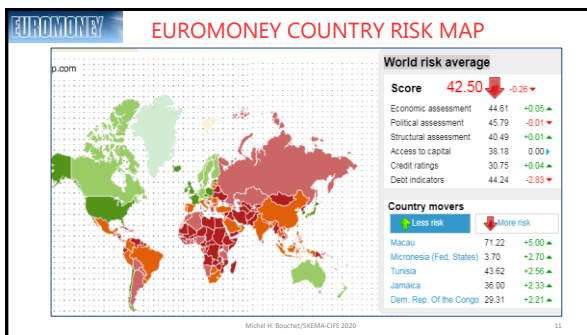 EUROMONEY
EUROMONEY COUNTRY RISK MAP
p.com
World risk average
Score 42.50 -0.26
Economic assessment 44.61 +0.05
Political assessment 45.79 -0.01
Structural assessment 40.49 +0.01
Access to capital 38.18 0.00
Credit ratings 30.75 +0.04
Debt indicators 44.24 -2.83
Country movers
Less risk More risk
Macau 71.22 +5.00
Micronesia (Fed. States) 3.70 +2.70
Tunisia 43.62 +2.56
Jamaica 36.00 +2.33
Dem. Rep. Of the Congo 29.31 +2.21
Michel H. Bouchet/SKEMA-CIFE 2020 11